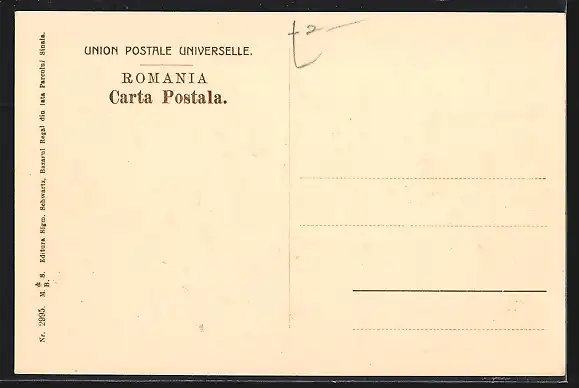 UNION POSTALE UNIVERSELLE.
ROMANIA
Carta Postala.
Nr. 2995. M. & S. B. Editura Sigm. Schwartz, Bazarul Regal din fata Parcului Sinaia.